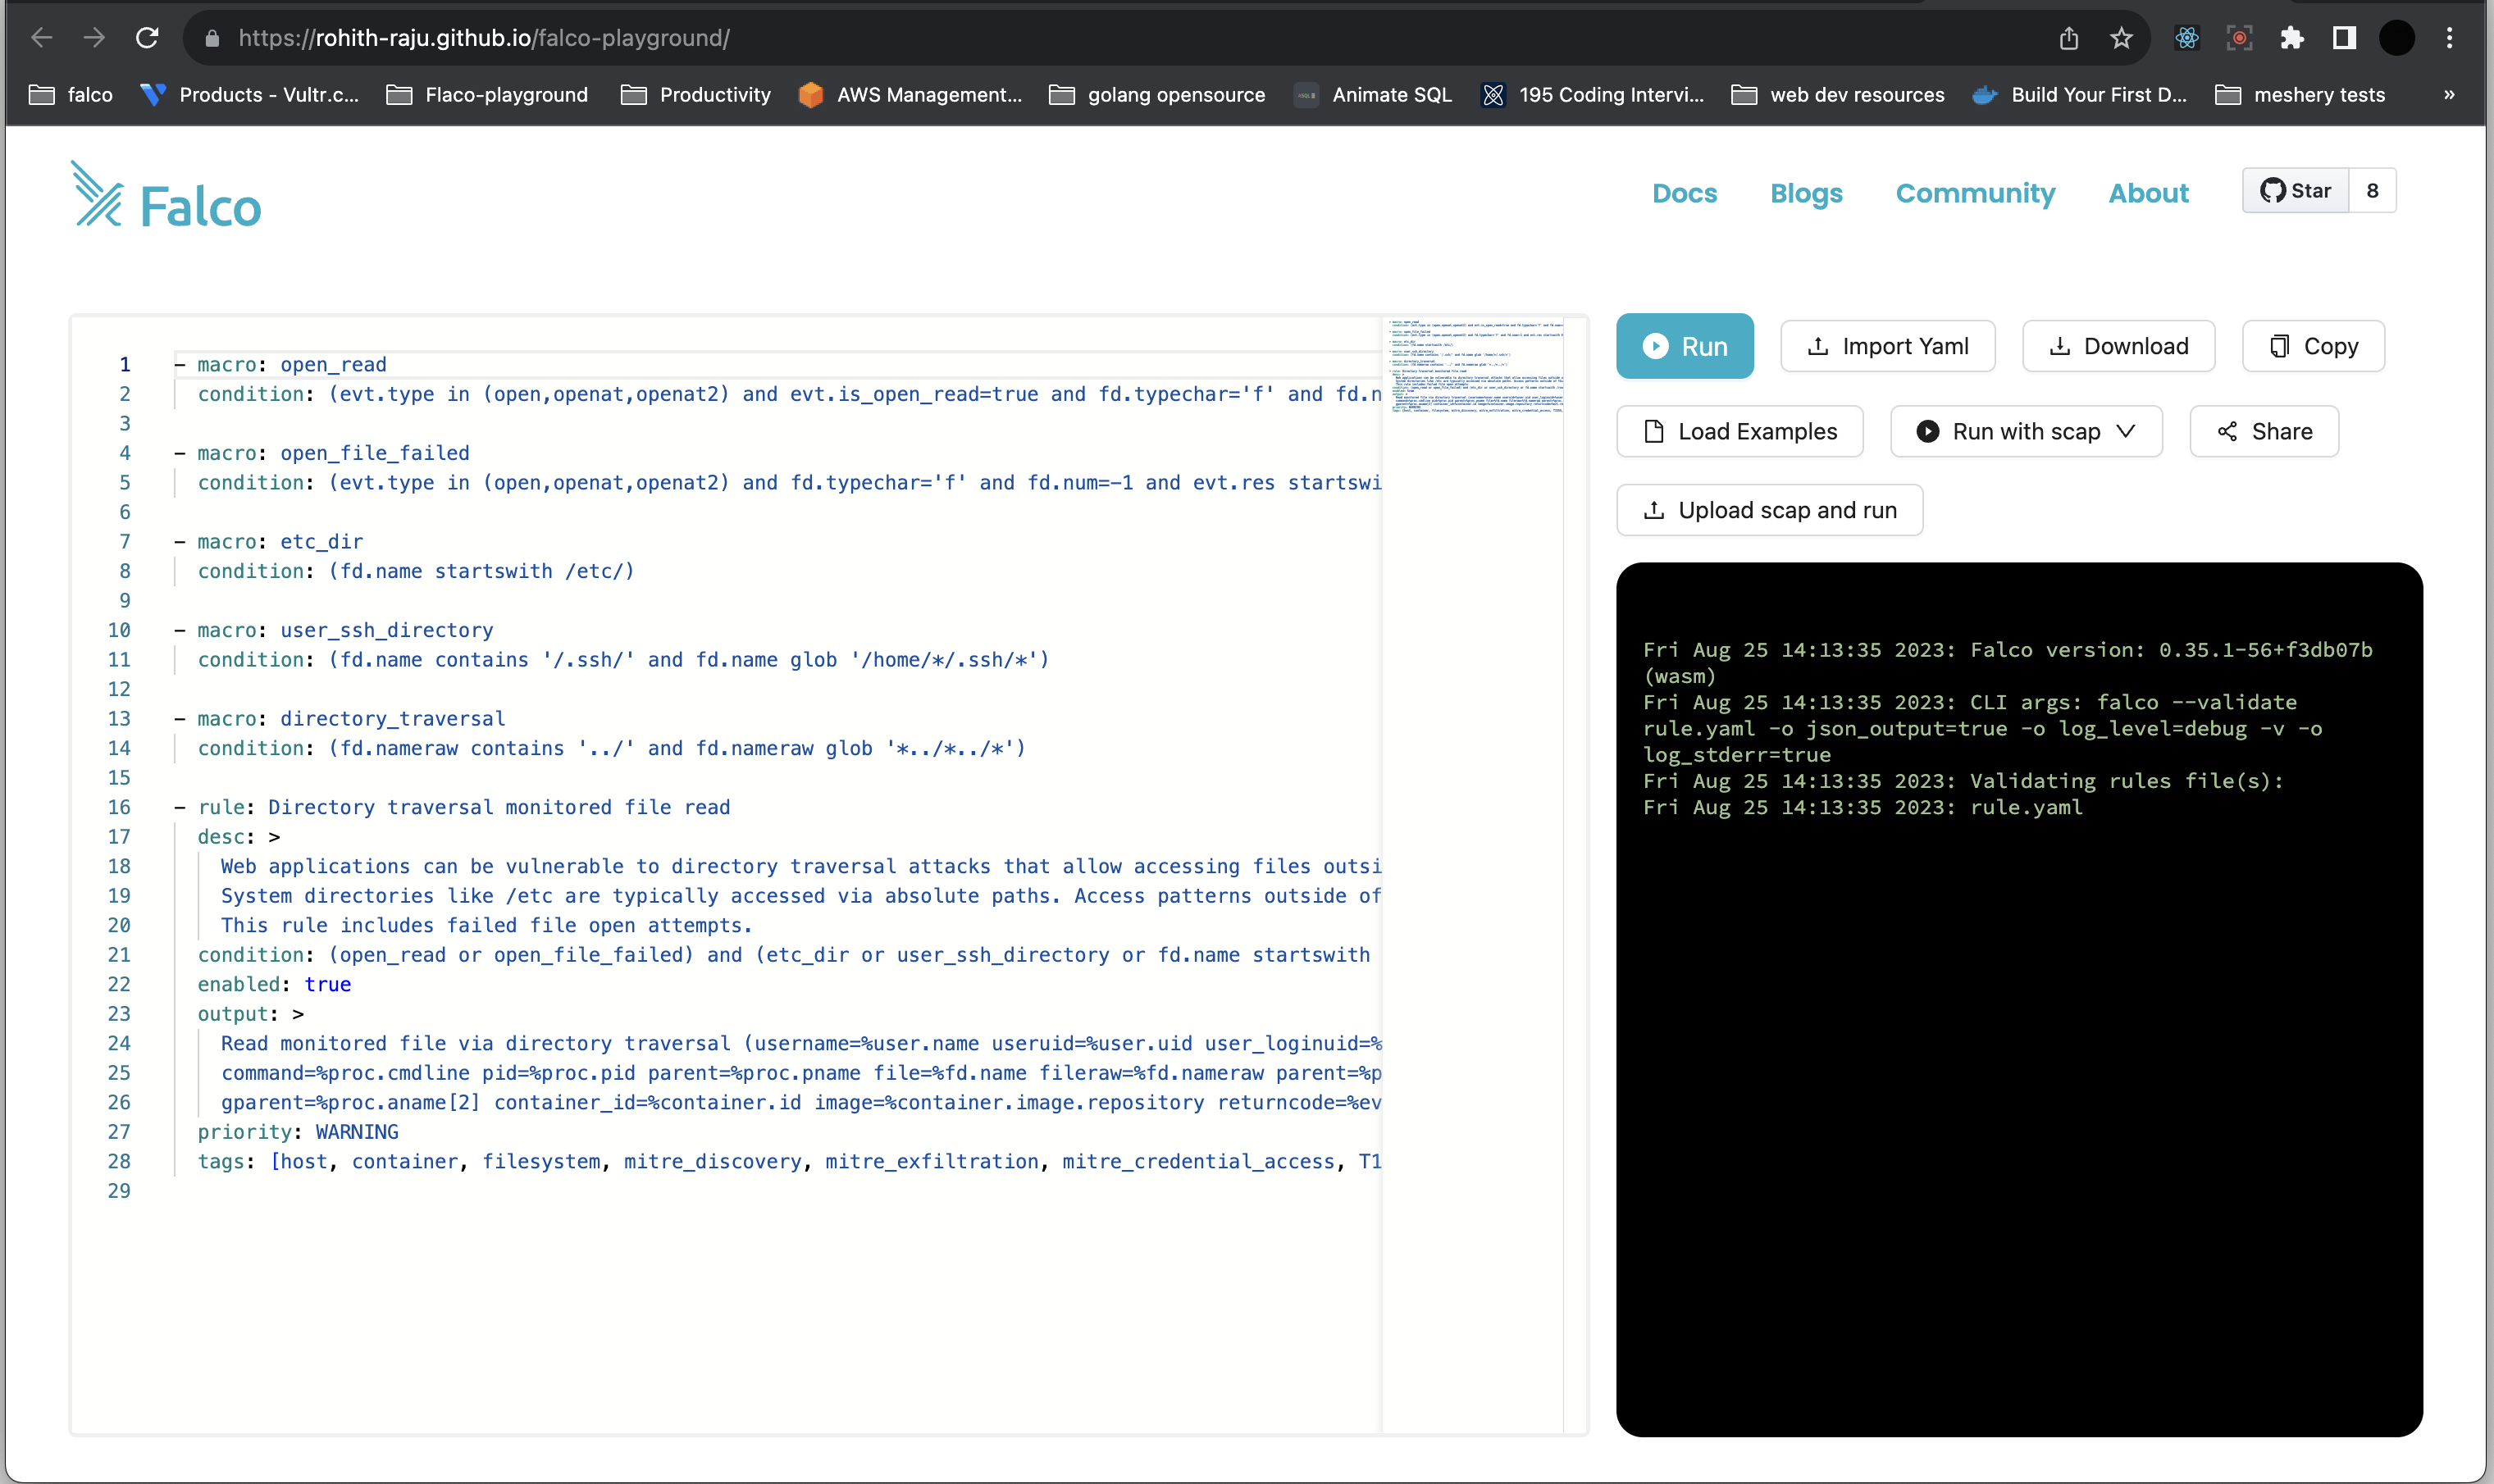 https://rohith-raju.github.io/falco-playground/
falco
Products - Vultr.c...
Flaco-playground
Productivity
AWS Management...
golang opensource
Animate SQL
195 Coding Intervi...
web dev resources
Build Your First D...
meshery tests
»
Falco
Docs
Blogs
Community
About
Star
8
1 - macro: open_read
2 condition: (evt.type in (open,openat,openat2) and evt.is_open_read=true and fd.typechar='f' and fd.n
3
4 - macro: open_file_failed
5 condition: (evt.type in (open,openat,openat2) and fd.typechar='f' and fd.num=-1 and evt.res startswi
6
7 - macro: etc_dir
8 condition: (fd.name startswith /etc/)
9
10 - macro: user_ssh_directory
11 condition: (fd.name contains '/.ssh/' and fd.name glob '/home/*/.ssh/*')
12
13 - macro: directory_traversal
14 condition: (fd.nameraw contains '../' and fd.nameraw glob '*../*../*')
15
16 - rule: Directory traversal monitored file read
17 desc: >
18 Web applications can be vulnerable to directory traversal attacks that allow accessing files outsi
19 System directories like /etc are typically accessed via absolute paths. Access patterns outside of
20 This rule includes failed file open attempts.
21 condition: (open_read or open_file_failed) and (etc_dir or user_ssh_directory or fd.name startswith
22 enabled: true
23 output: >
24 Read monitored file via directory traversal (username=%user.name useruid=%user.uid user_loginuid=%
25 command=%proc.cmdline pid=%proc.pid parent=%proc.pname file=%fd.name fileraw=%fd.nameraw parent=%p
26 gparent=%proc.aname[2] container_id=%container.id image=%container.image.repository returncode=%ev
27 priority: WARNING
28 tags: [host, container, filesystem, mitre_discovery, mitre_exfiltration, mitre_credential_access, T1
29
Run
Import Yaml
Download
Copy
Load Examples
Run with scap
Share
Upload scap and run
Fri Aug 25 14:13:35 2023: Falco version: 0.35.1-56+f3db07b
(wasm)
Fri Aug 25 14:13:35 2023: CLI args: falco --validate
rule.yaml -o json_output=true -o log_level=debug -v -o
log_stderr=true
Fri Aug 25 14:13:35 2023: Validating rules file(s):
Fri Aug 25 14:13:35 2023: rule.yaml